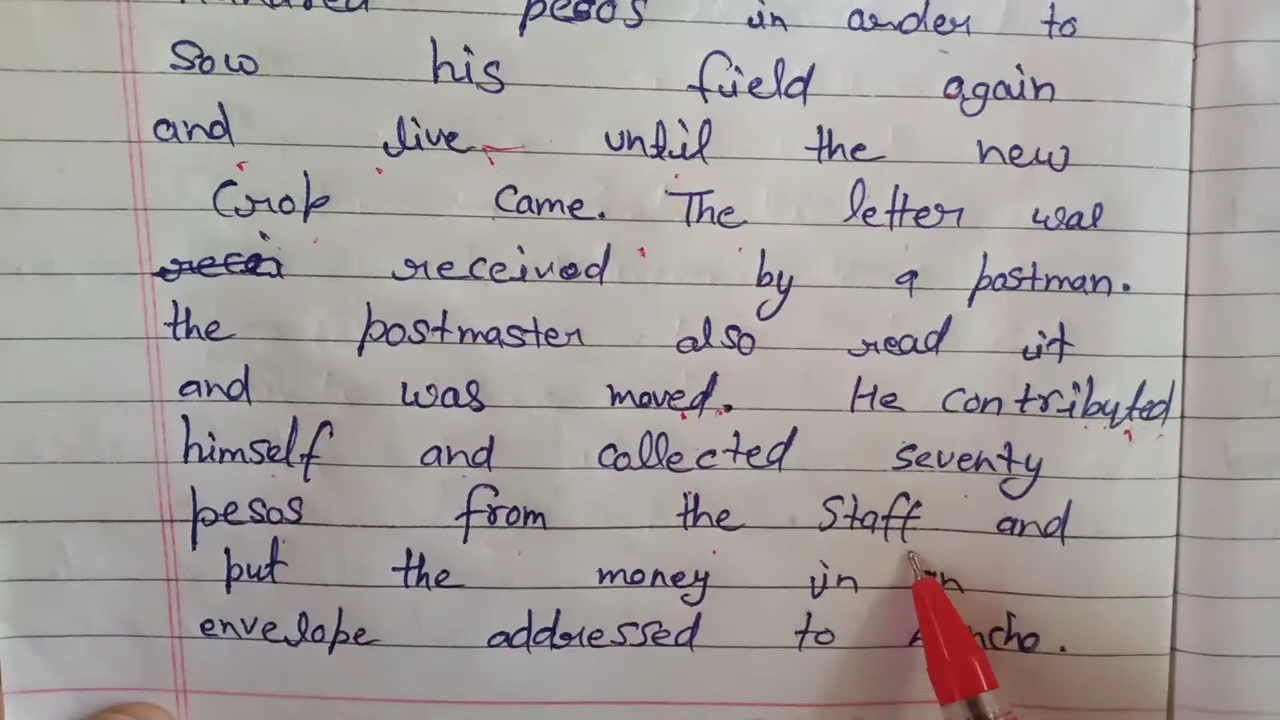 pesos in order to
sow his field again
and live until the new
Crop came. The letter was
received by a postman.
the postmaster also read it
and was moved. He contributed
himself and collected seventy
pesos from the Staff and
put the money in
envelope addressed to